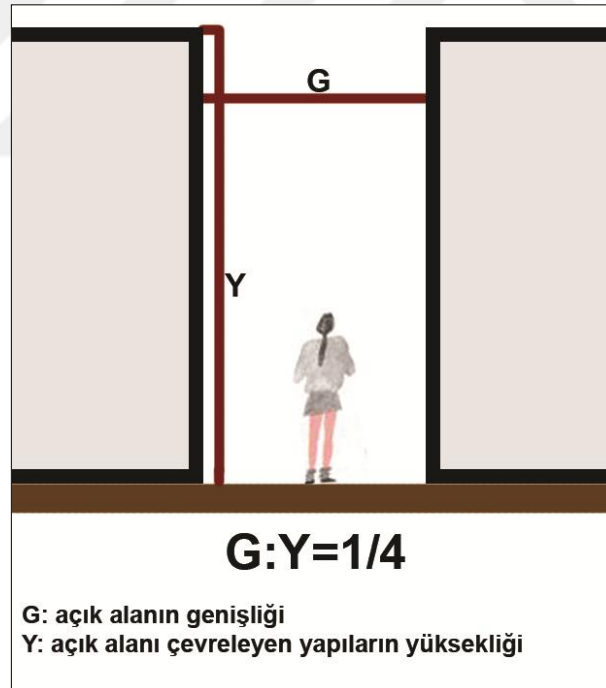 G
Y
G:Y=1/4
G: açık alanın genişliği
Y: açık alanı çevreleyen yapıların yüksekliği